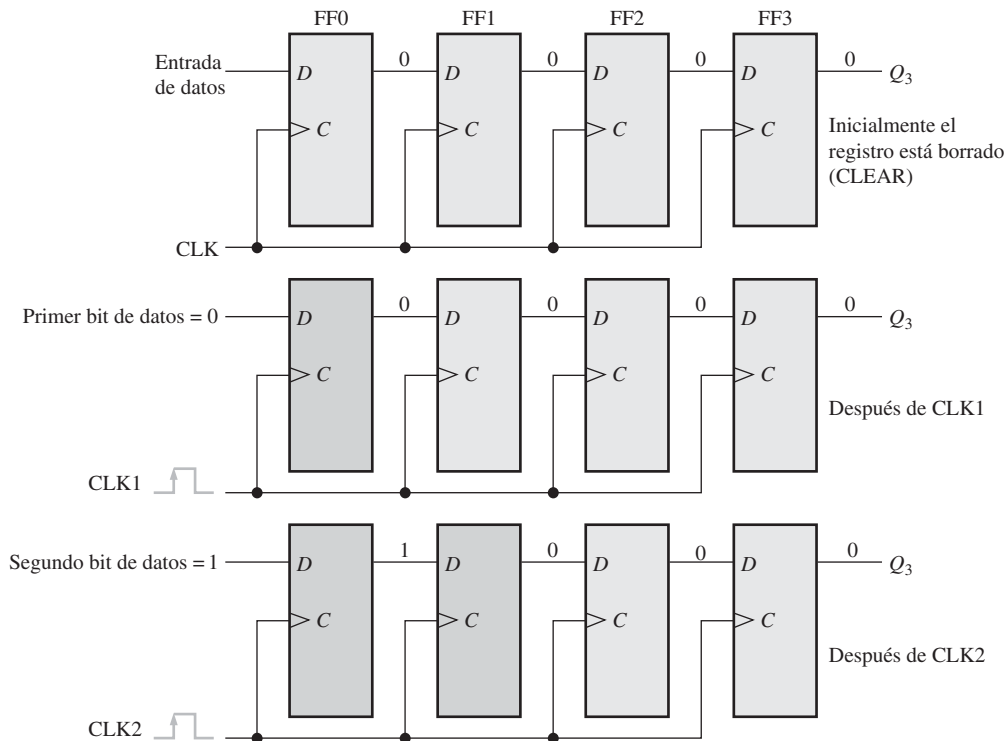 FF0 FF1 FF2 FF3
Entrada
de datos
D 0 D 0 D 0 D 0 Q3
C C C C
Inicialmente el
registro está borrado
(CLEAR)
CLK
Primer bit de datos = 0 D 0 D 0 D 0 D 0 Q3
C C C C
Después de CLK1
CLK1
Segundo bit de datos = 1 D 1 D 0 D 0 D 0 Q3
C C C C
Después de CLK2
CLK2